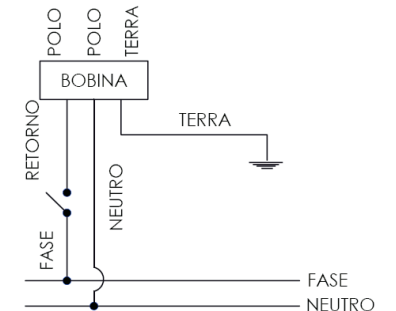 POLO
POLO
TERRA
BOBINA
RETORNO
TERRA
NEUTRO
FASE
FASE
NEUTRO